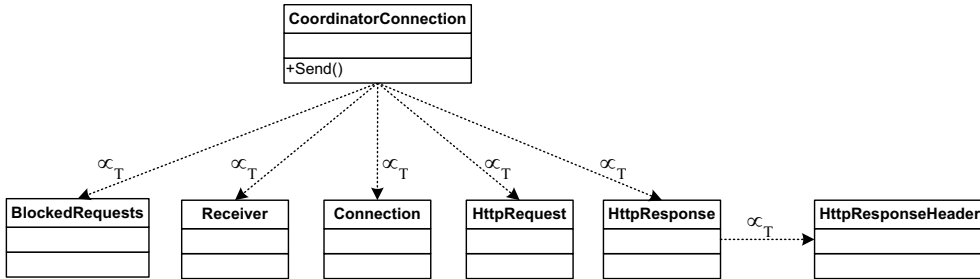 CoordinatorConnection
+Send()
∝T ∝T ∝T ∝T ∝T
BlockedRequests Receiver Connection HttpRequest HttpResponse HttpResponseHeader
∝T